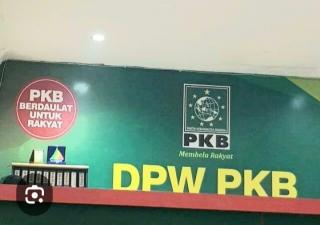 PKB
BERDAULAT
UNTUK
RAKYAT
PKB
Membela Rakyat
DPW PKB